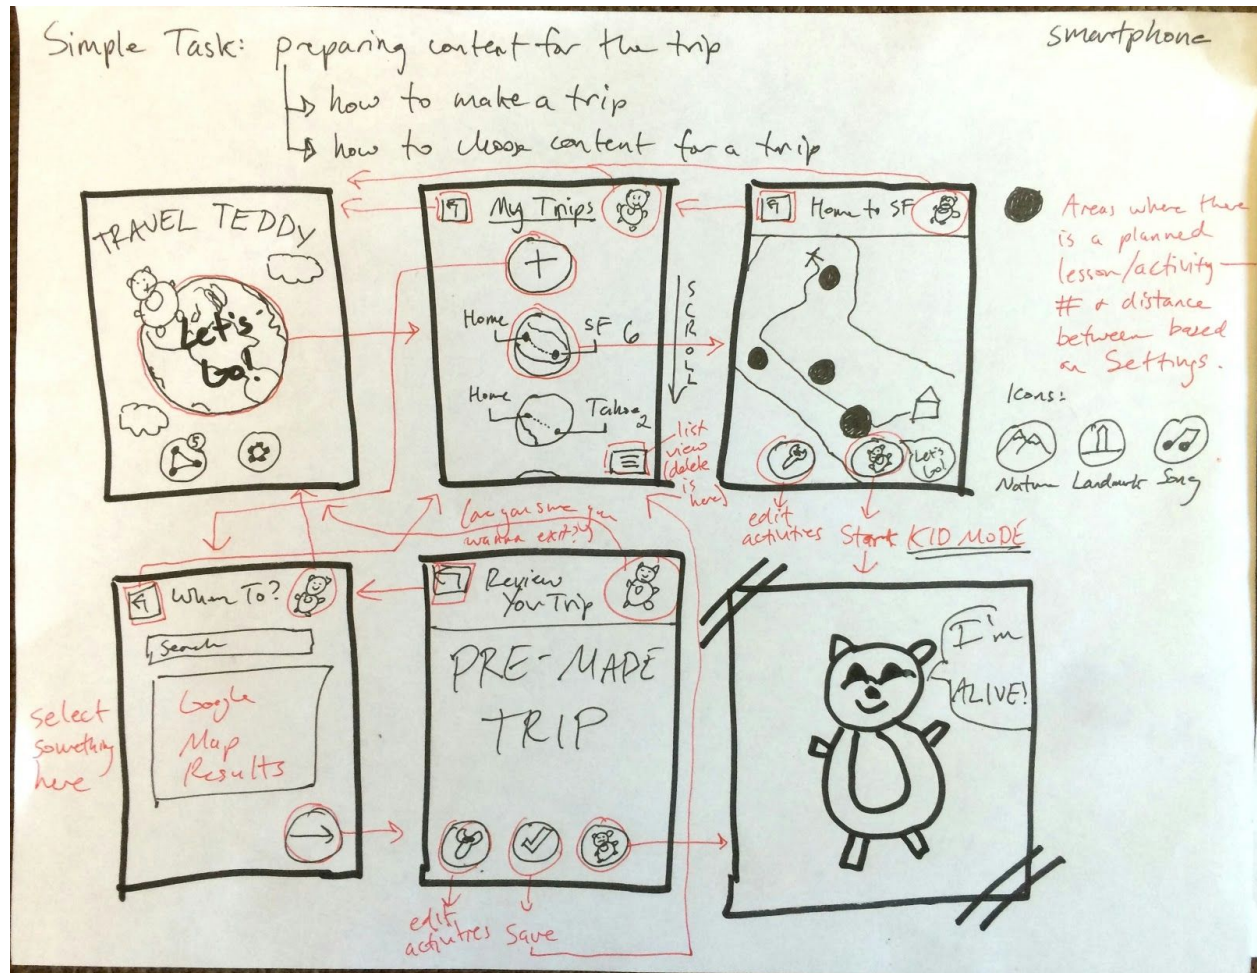 Simple Task: preparing content for the trip
↳ how to make a trip
↳ how to choose content for a trip
smartphone
TRAVEL TEDDY
Let's
Go!
5
My Trips
+
Home
SF 6
Home
Tahoe 2
SCROLL
list
view
(delete
is
here)
Home to SF
Let's
Go!
edit
activities
Start KID MODE
Areas where there
is a planned
lesson/activity
# & distance
between based
on Settings.
Icons:
Nature Landmark Song
(are you sure you
wanna exit?)
Where To?
Search
Google
Map
Results
select
something
here
Review
Your Trip
PRE-MADE
TRIP
edit
activities
Save
I'm
ALIVE!